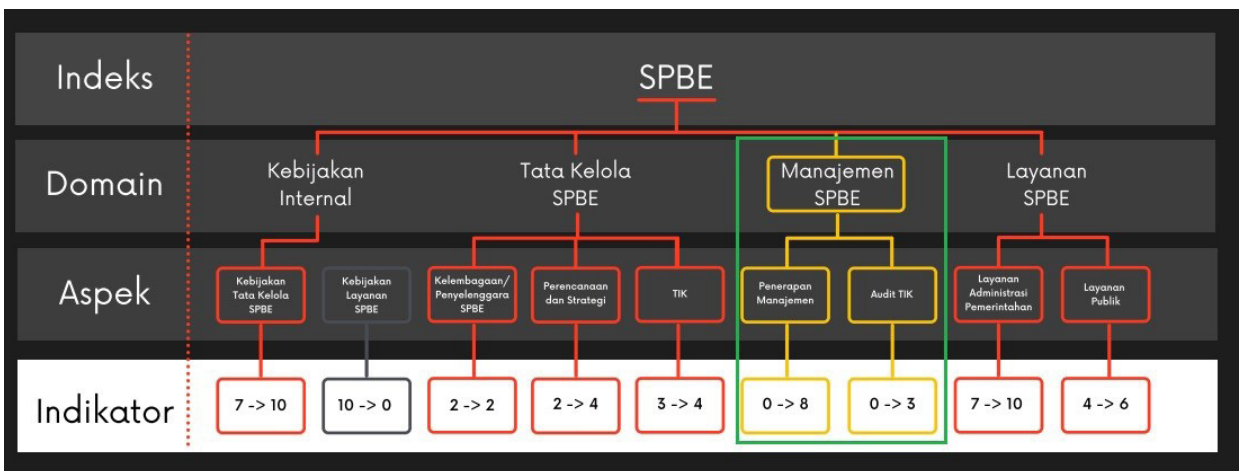 Indeks
SPBE
Domain
Kebijakan
Internal
Tata Kelola
SPBE
Manajemen
SPBE
Layanan
SPBE
Aspek
Kebijakan
Tata Kelola
SPBE
Kebijakan
Layanan
SPBE
Kelembagaan/
Penyelenggara
SPBE
Perencanaan
dan Strategi
TIK
Penerapan
Manajemen
Audit TIK
Layanan
Administrasi
Pemerintahan
Layanan
Publik
Indikator
7 -> 10
10 -> 0
2 -> 2
2 -> 4
3 -> 4
0 -> 8
0 -> 3
7 -> 10
4 -> 6